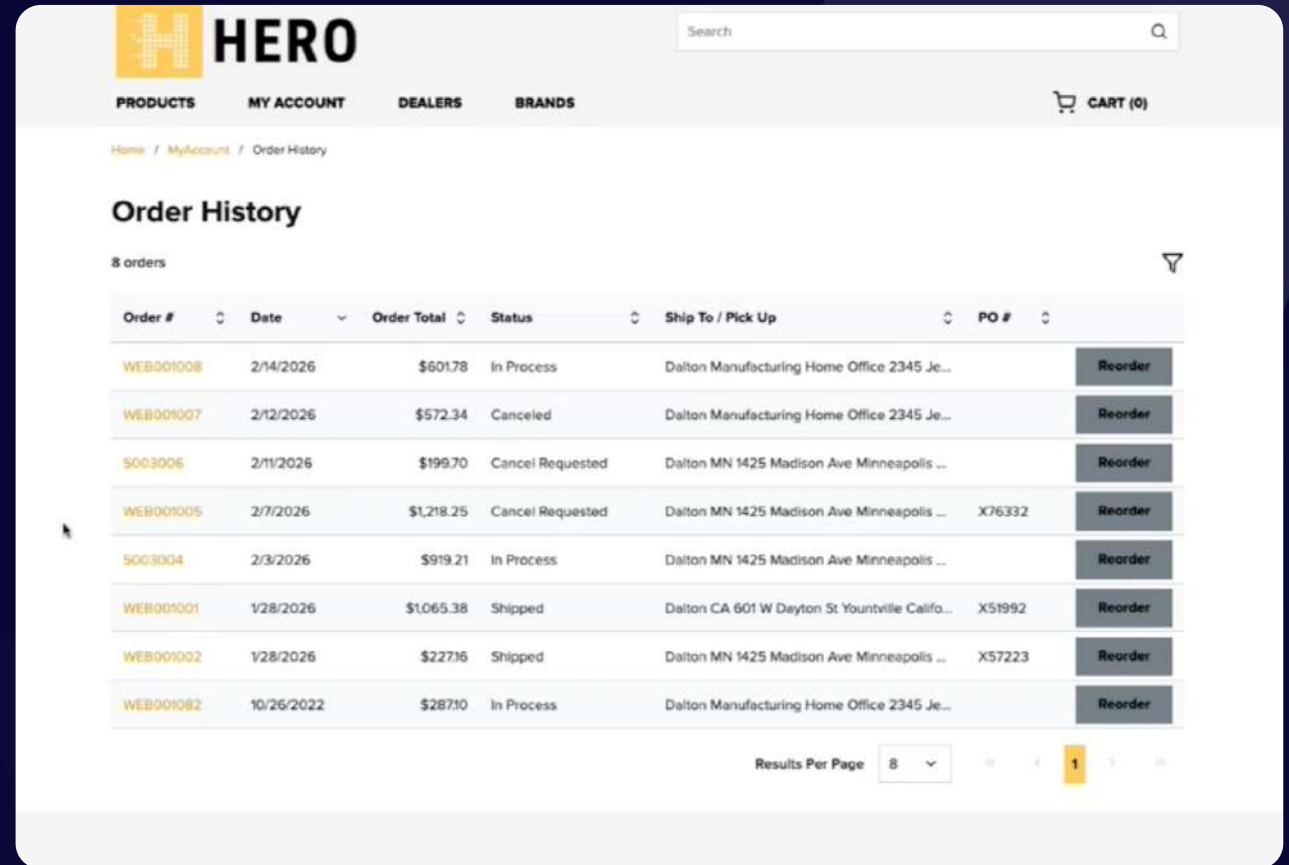 HERO
Search
PRODUCTS MY ACCOUNT DEALERS BRANDS CART (0)
Home / MyAccount / Order History
Order History
8 orders
Order # Date Order Total Status Ship To / Pick Up PO #
WEB001008 2/14/2026 $601.78 In Process Dalton Manufacturing Home Office 2345 Je... Reorder
WEB001007 2/12/2026 $572.34 Canceled Dalton Manufacturing Home Office 2345 Je... Reorder
S003006 2/11/2026 $199.70 Cancel Requested Dalton MN 1425 Madison Ave Minneapolis ... Reorder
WEB001005 2/7/2026 $1,218.25 Cancel Requested Dalton MN 1425 Madison Ave Minneapolis ... X76332 Reorder
S003004 2/3/2026 $919.21 In Process Dalton MN 1425 Madison Ave Minneapolis ... Reorder
WEB001001 1/28/2026 $1,065.38 Shipped Dalton CA 601 W Dayton St Yountville Califo... X51992 Reorder
WEB001002 1/28/2026 $227.16 Shipped Dalton MN 1425 Madison Ave Minneapolis ... X57223 Reorder
WEB001082 10/26/2022 $287.10 In Process Dalton Manufacturing Home Office 2345 Je... Reorder
Results Per Page 8 1